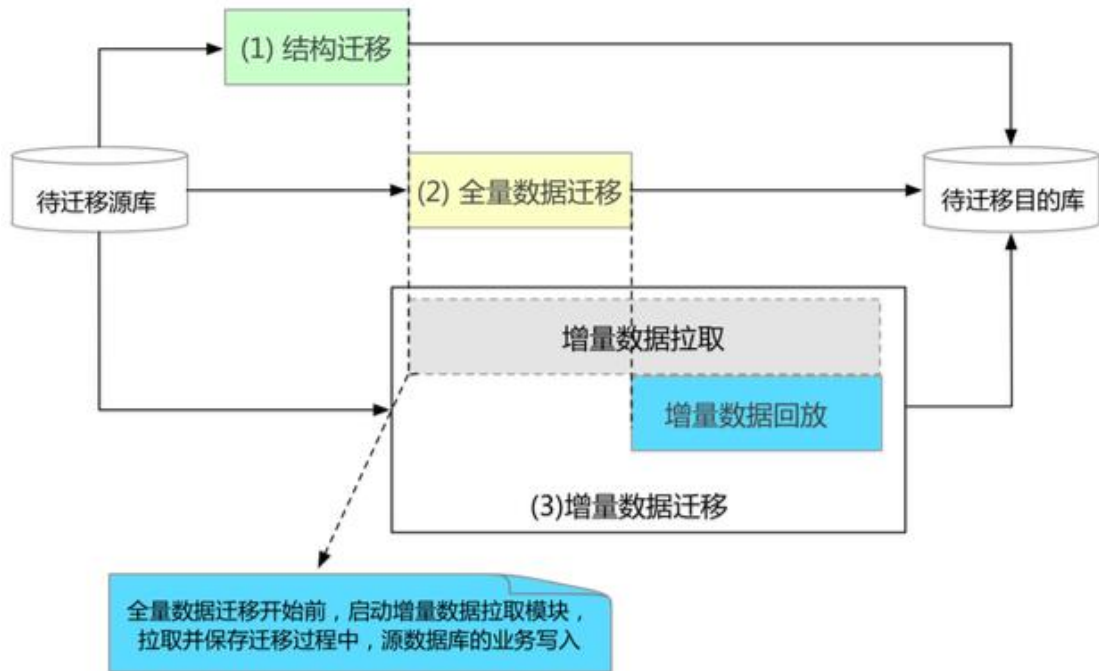 (1) 结构迁移
待迁移源库
(2) 全量数据迁移
待迁移目的库
增量数据拉取
增量数据回放
(3)增量数据迁移
全量数据迁移开始前，启动增量数据拉取模块，
拉取并保存迁移过程中，源数据库的业务写入